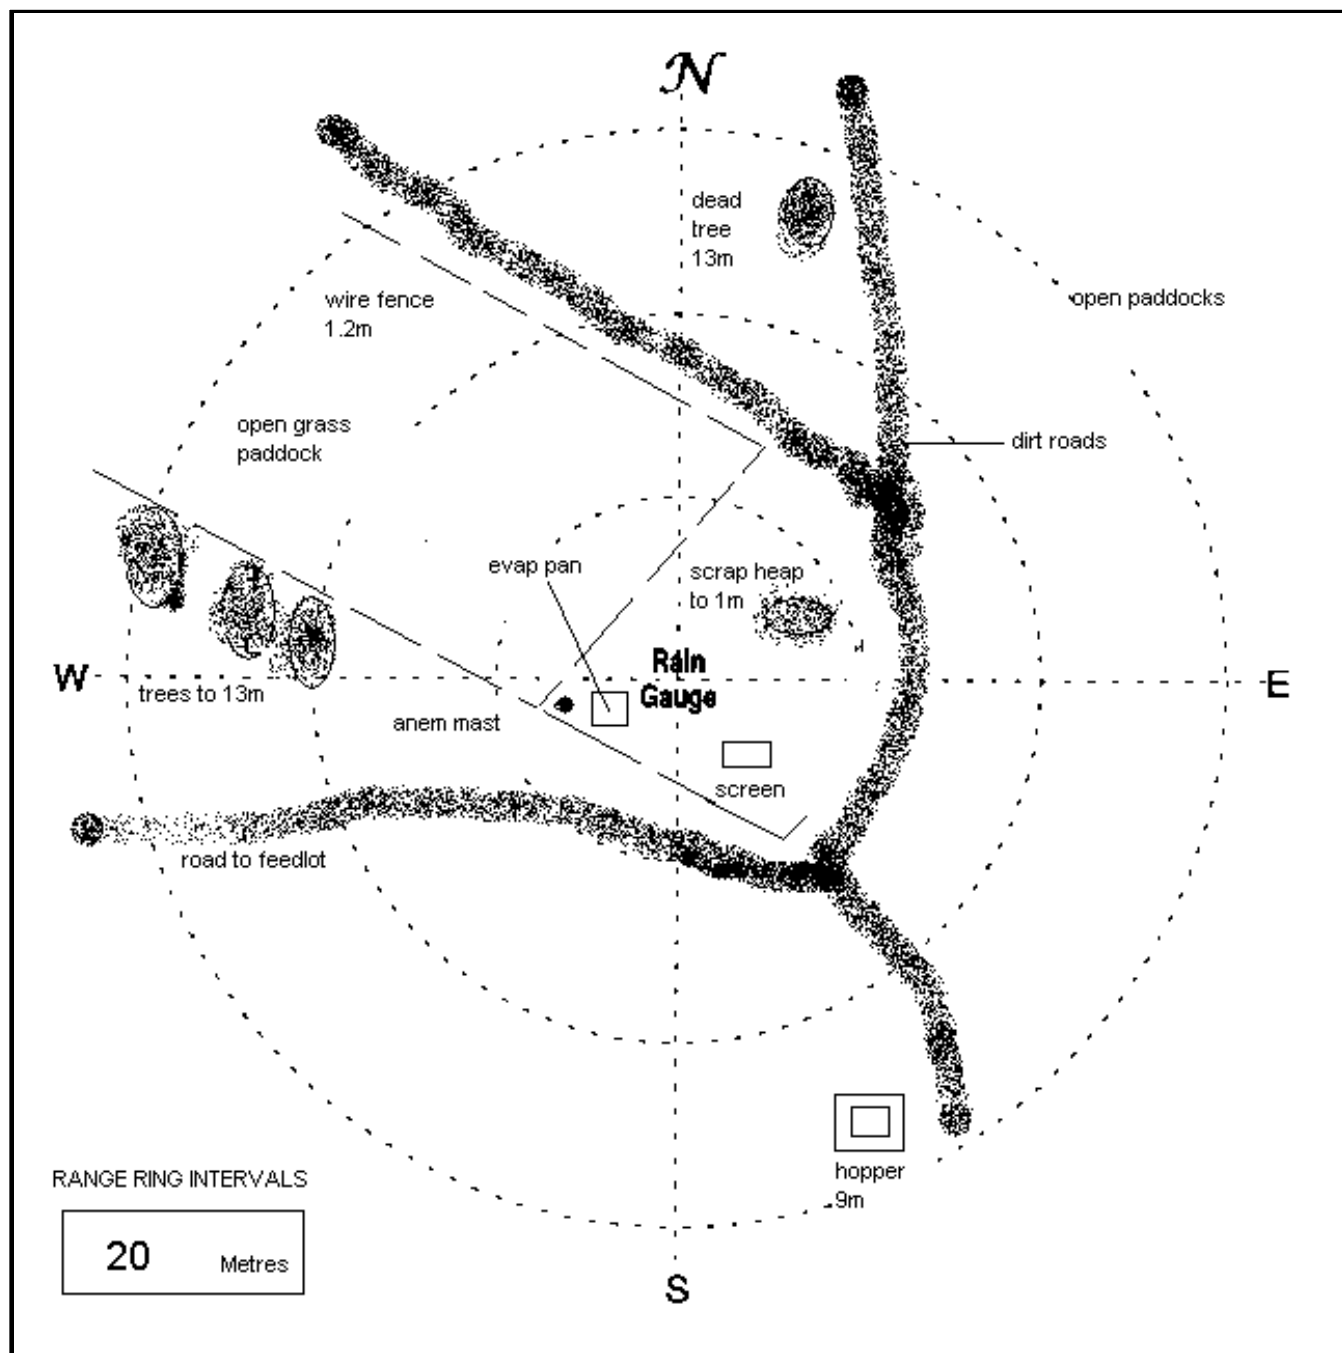 N
dead
tree
13m
wire fence
1.2m
open paddocks
open grass
paddock
dirt roads
evap pan
scrap heap
to 1m
W
Rain
Gauge
E
trees to 13m
anem mast
screen
road to feedlot
hopper
9m
RANGE RING INTERVALS
20 Metres
S